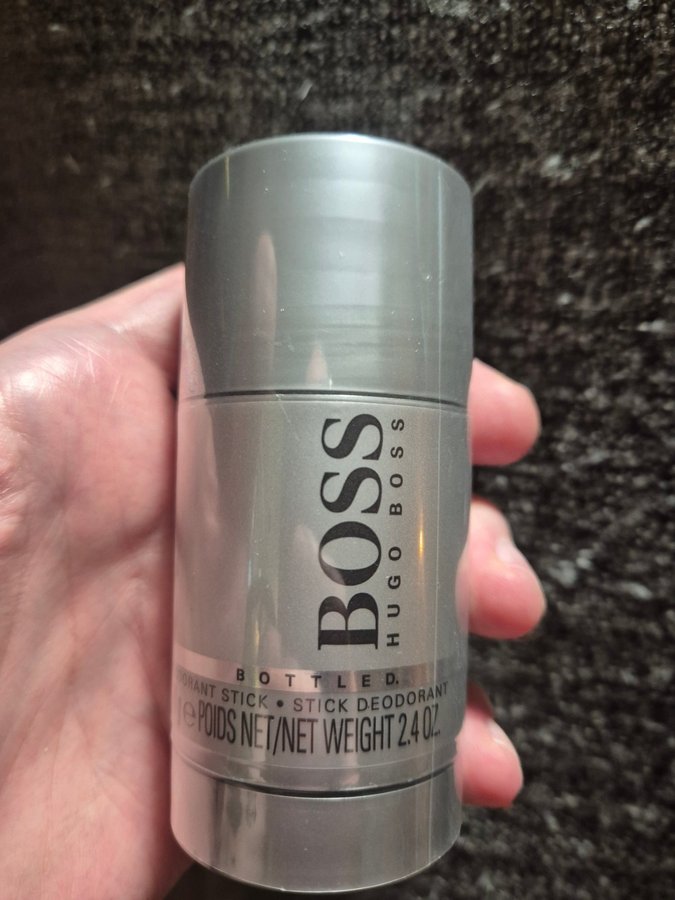 BOSS
HUGO BOSS
BOTTLED.
STICK • STICK DEODORANT
e POIDS NET/NET WEIGHT 2.4 OZ.